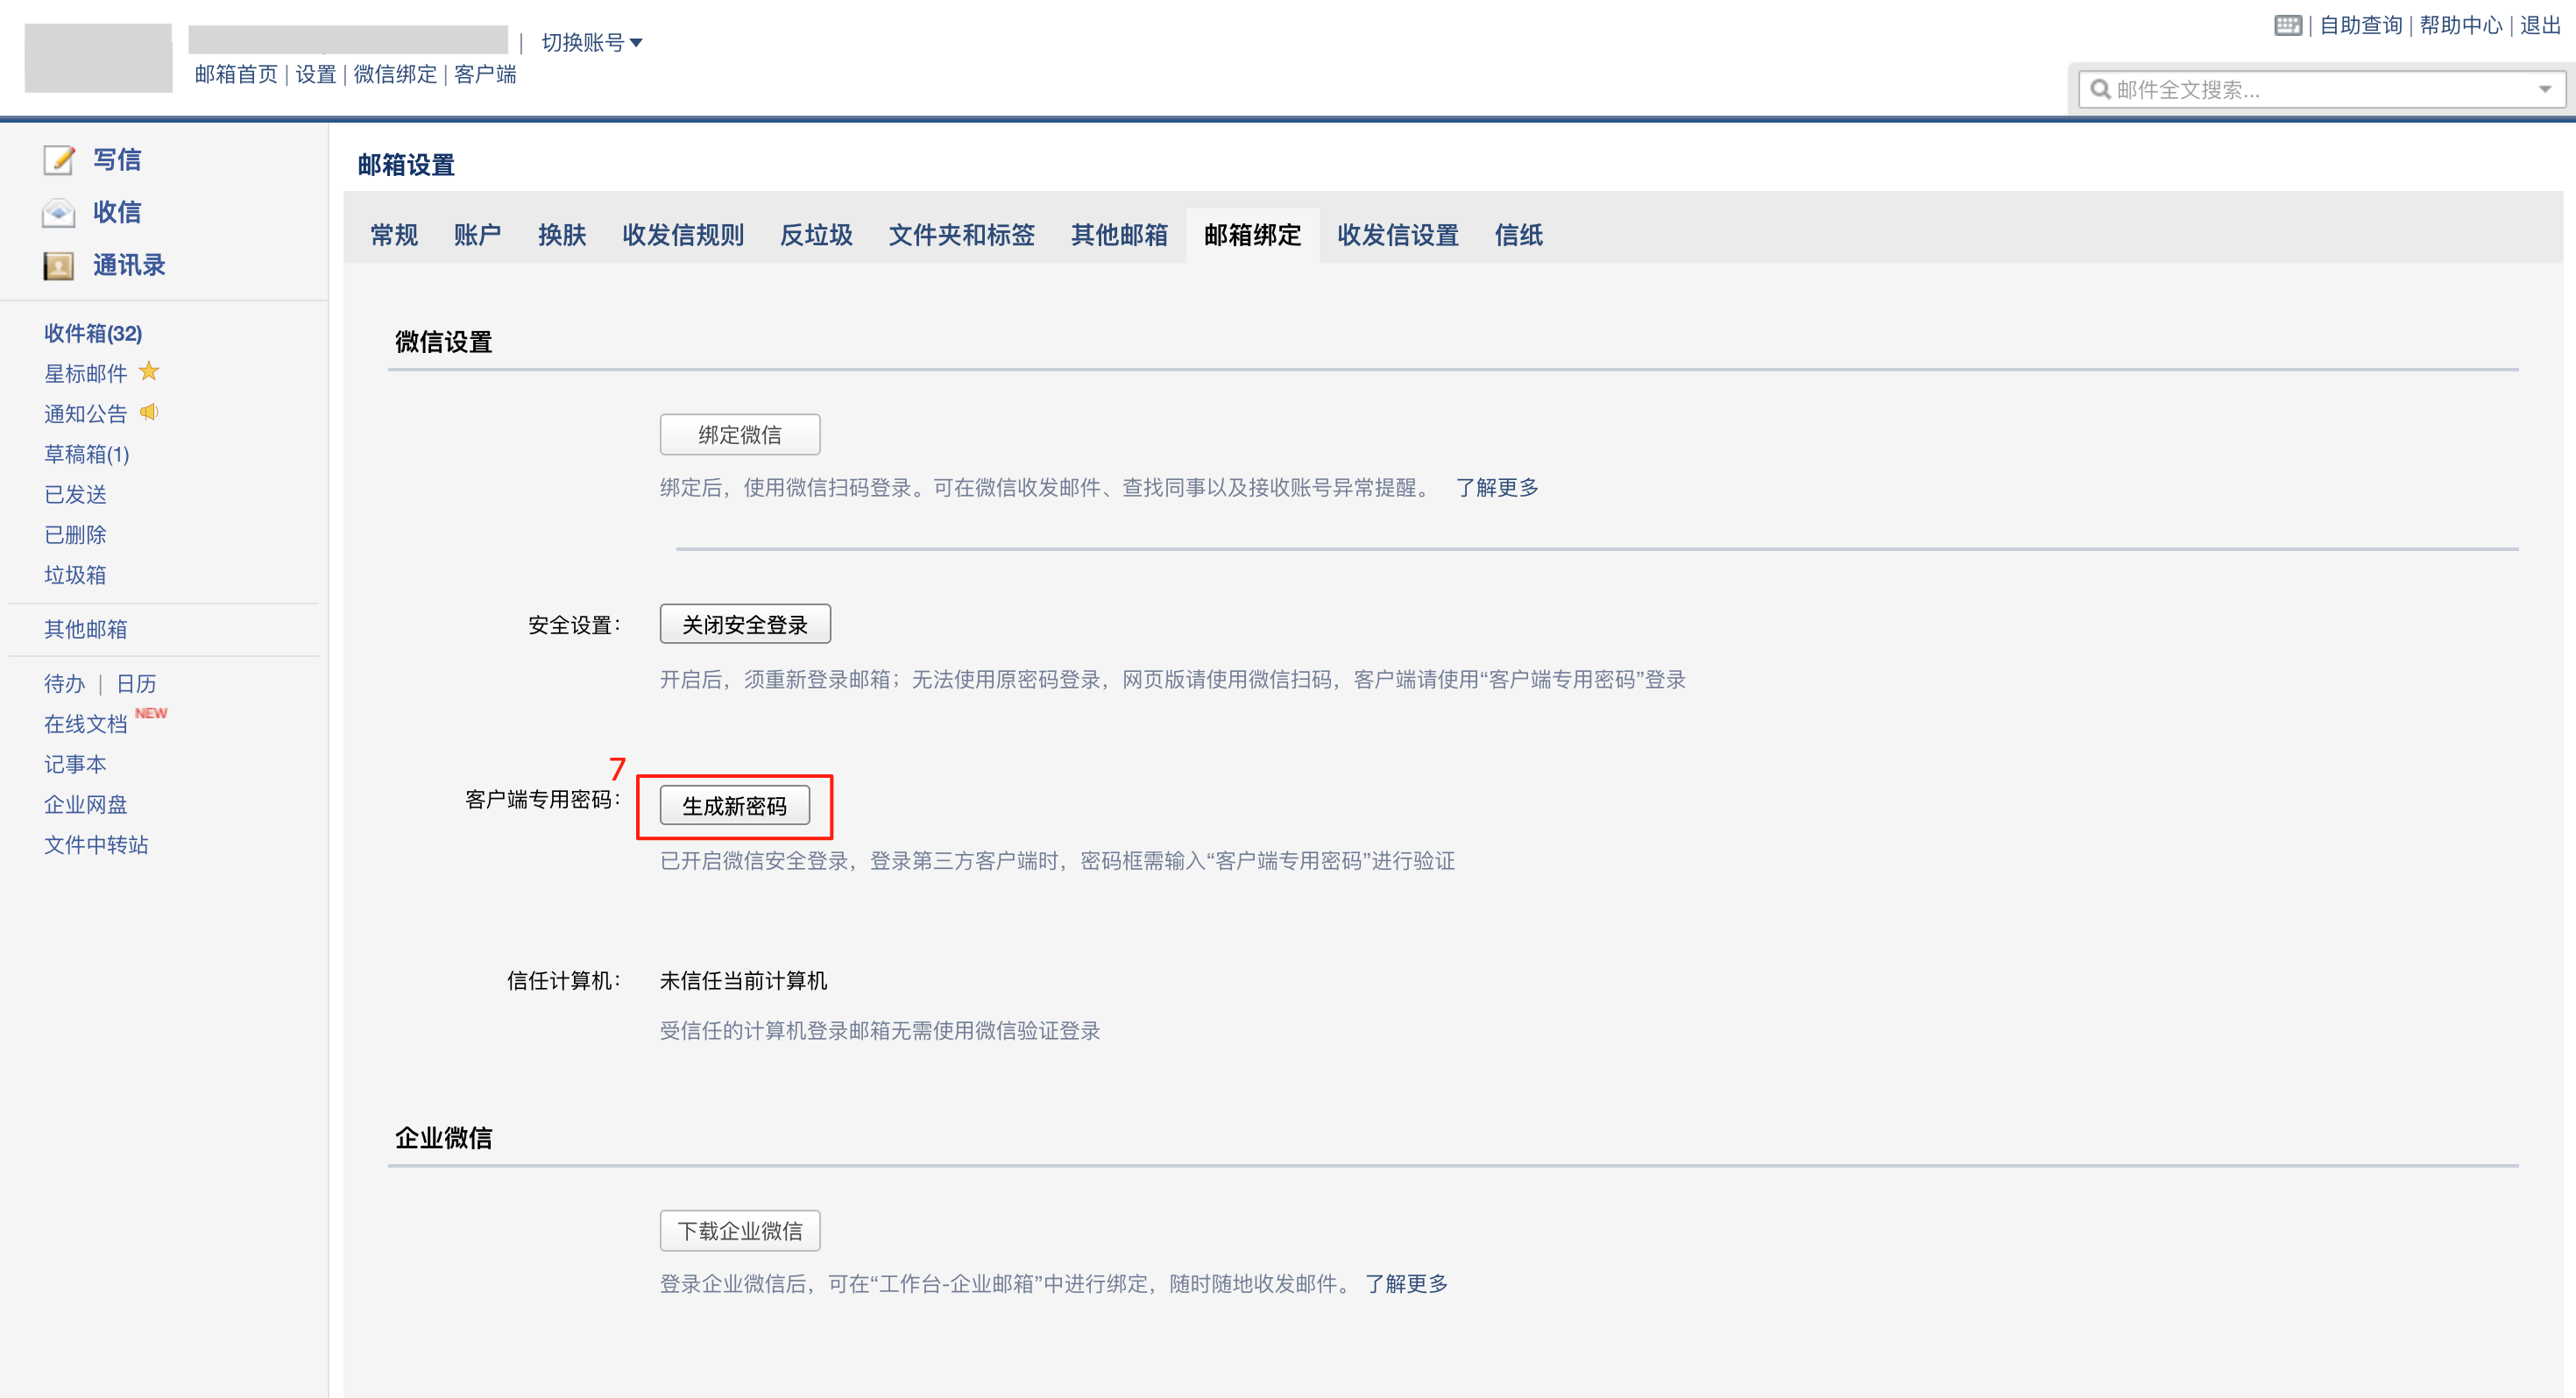 | 切换账号
邮箱首页 | 设置 | 微信绑定 | 客户端
| 自助查询 | 帮助中心 | 退出
邮件全文搜索...
写信
收信
通讯录
收件箱(32)
星标邮件
通知公告
草稿箱(1)
已发送
已删除
垃圾箱
其他邮箱
待办 | 日历
在线文档 NEW
记事本
企业网盘
文件中转站
邮箱设置
常规 账户 换肤 收发信规则 反垃圾 文件夹和标签 其他邮箱 邮箱绑定 收发信设置 信纸
微信设置
绑定微信
绑定后，使用微信扫码登录。可在微信收发邮件、查找同事以及接收账号异常提醒。 了解更多
安全设置： 关闭安全登录
开启后，须重新登录邮箱；无法使用原密码登录，网页版请使用微信扫码，客户端请使用“客户端专用密码”登录
7
客户端专用密码： 生成新密码
已开启微信安全登录，登录第三方客户端时，密码框需输入“客户端专用密码”进行验证
信任计算机： 未信任当前计算机
受信任的计算机登录邮箱无需使用微信验证登录
企业微信
下载企业微信
登录企业微信后，可在“工作台-企业邮箱”中进行绑定，随时随地收发邮件。 了解更多